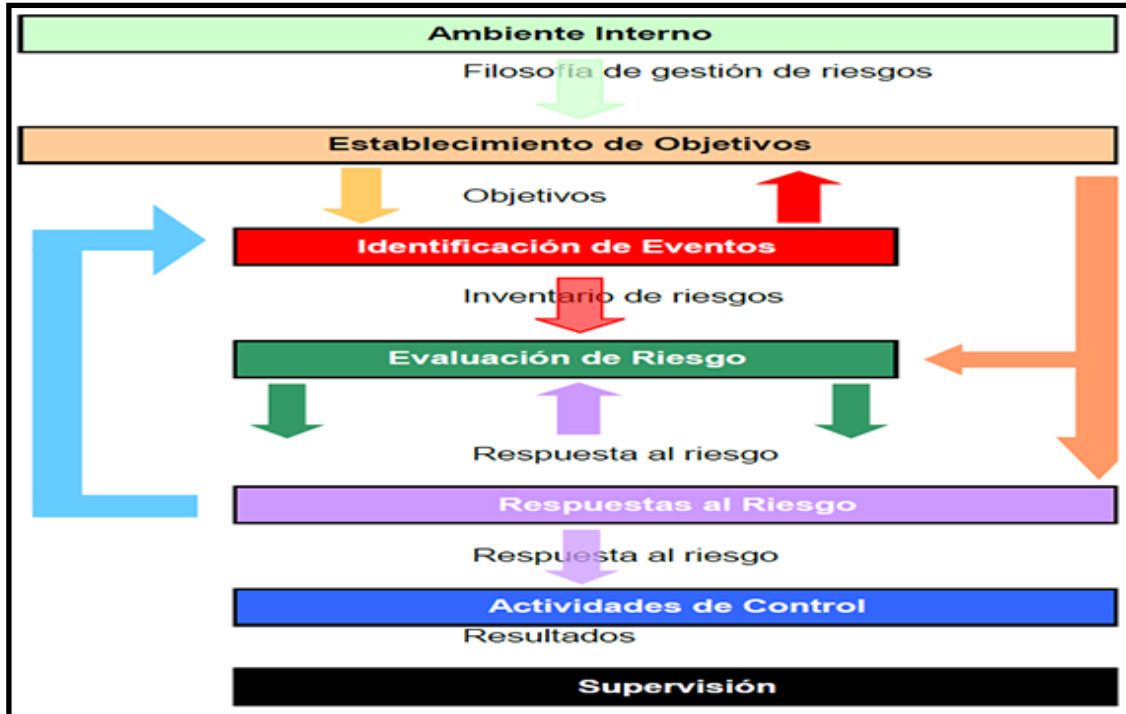 Ambiente Interno
Filosofía de gestión de riesgos
Establecimiento de Objetivos
Objetivos
Identificación de Eventos
Inventario de riesgos
Evaluación de Riesgo
Respuesta al riesgo
Respuestas al Riesgo
Respuesta al riesgo
Actividades de Control
Resultados
Supervisión